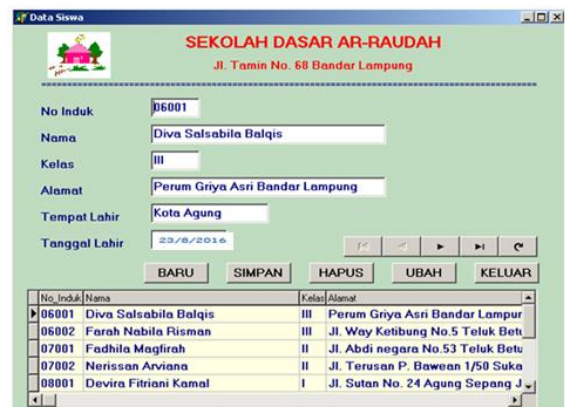 Data Siswa
SEKOLAH DASAR AR-RAUDAH
Jl. Tamin No. 68 Bandar Lampung
No Induk 06001
Nama Diva Salsabila Balqis
Kelas III
Alamat Perum Griya Asri Bandar Lampung
Tempat Lahir Kota Agung
Tanggal Lahir 23/8/2016
BARU SIMPAN HAPUS UBAH KELUAR
No_Induk Nama Kelas Alamat
06001 Diva Salsabila Balqis III Perum Griya Asri Bandar Lampur
06002 Farah Nabila Risman III Jl. Way Ketibung No.5 Teluk Betu
07001 Fadhila Magfirah II Jl. Abdi negara No.53 Teluk Betu
07002 Nerissan Arviana II Jl. Terusan P. Bawean 1/50 Suka
08001 Devira Fitriani Kamal I Jl. Sutan No. 24 Agung Sepang J